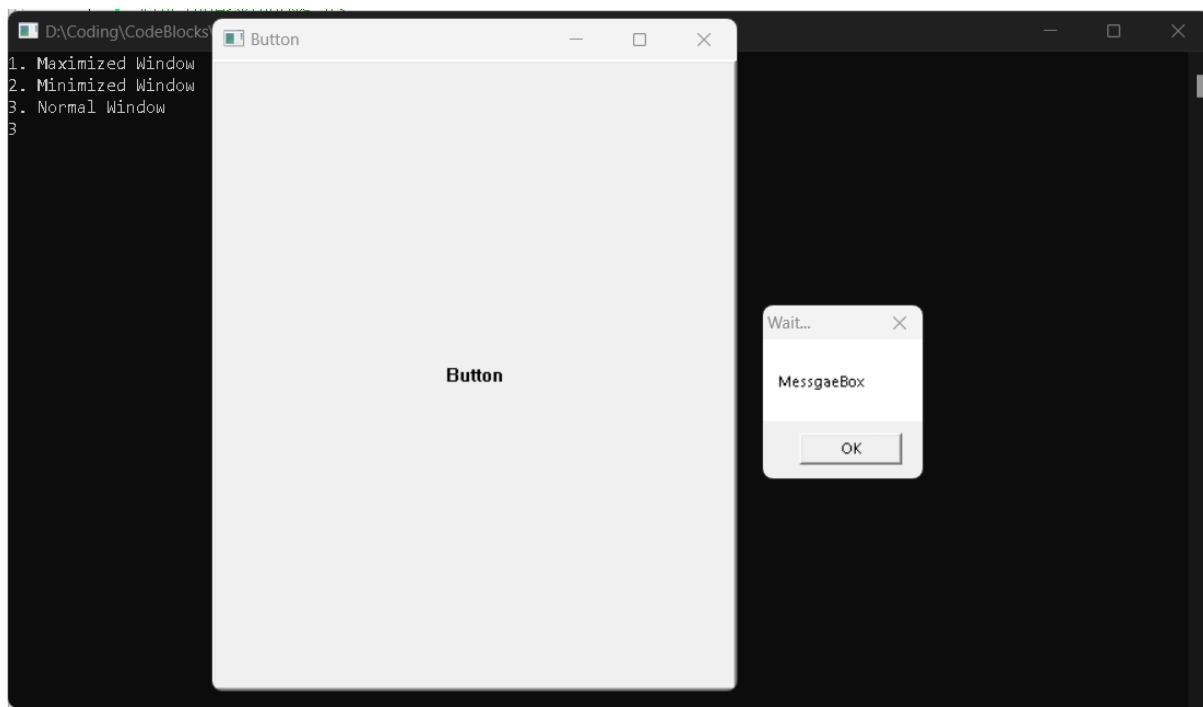 D:\Coding\CodeBlocks\
1. Maximized Window
2. Minimized Window
3. Normal Window
3
Button
Button
Wait...
MessgaeBox
OK